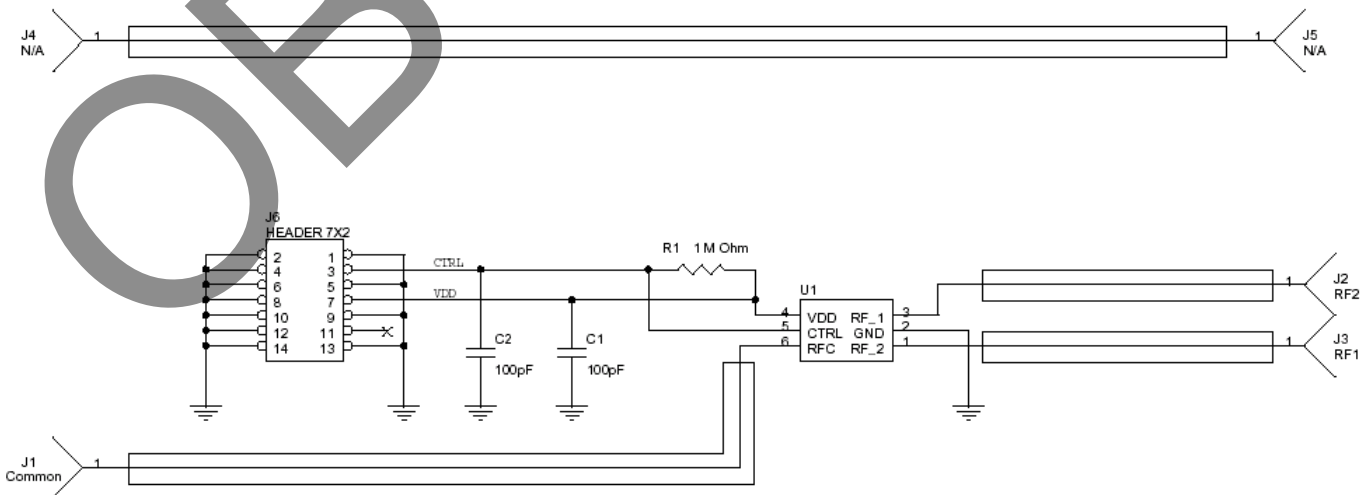 OB
J4
N/A
1
1
J5
N/A
J6
HEADER 7X2
2 1
4 3
6 5
8 7
10 9
12 11
14 13
CTRL
VDD
C2
100pF
C1
100pF
R1 1M Ohm
U1
4 VDD RF_1 3
5 CTRL GND 2
6 RFC RF_2 1
1
J2
RF2
1
J3
RF1
J1
Common
1